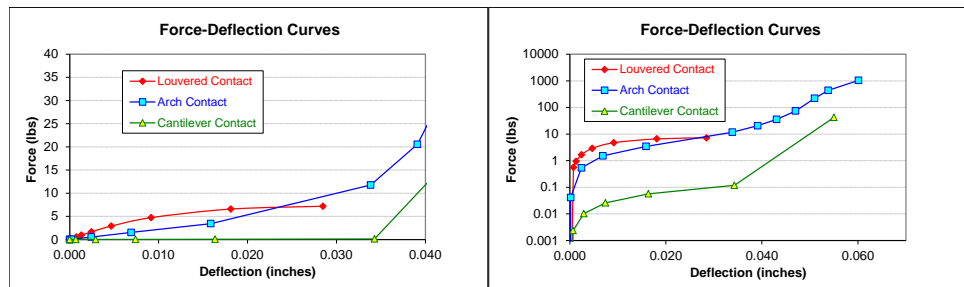 Force-Deflection Curves
40
35
30
25
20
15
10
5
0
Force (lbs)
Louvered Contact
Arch Contact
Cantilever Contact
0.000 0.010 0.020 0.030 0.040
Deflection (inches)
Force-Deflection Curves
10000
1000
100
10
1
0.1
0.01
0.001
Force (lbs)
Louvered Contact
Arch Contact
Cantilever Contact
0.000 0.020 0.040 0.060
Deflection (inches)